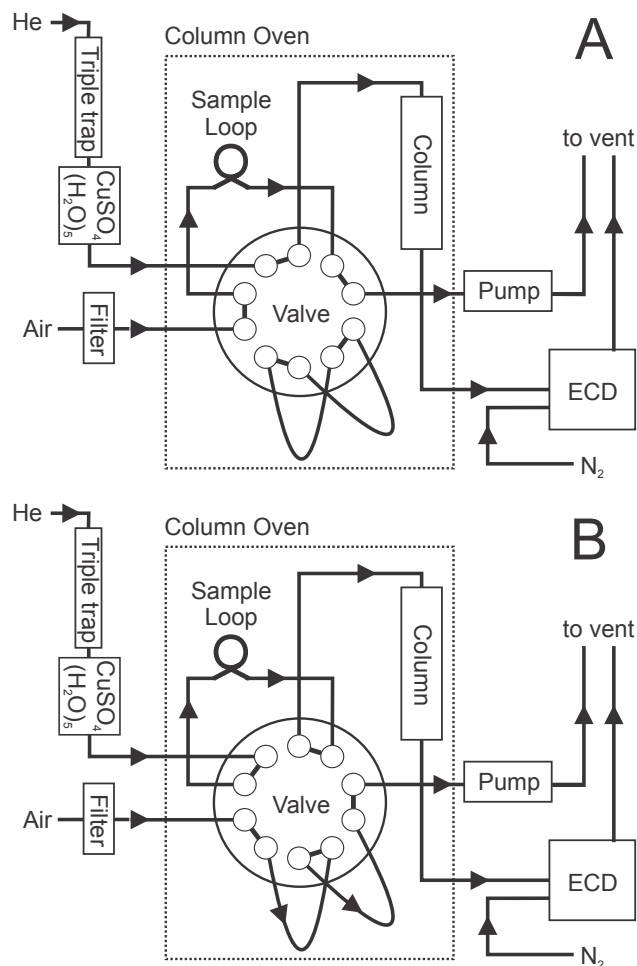 He
Triple trap
CuSO₄
(H₂O)₅
Air
Filter
Column Oven
Sample
Loop
Column
Valve
Pump
to vent
ECD
N₂
A
He
Triple trap
CuSO₄
(H₂O)₅
Air
Filter
Column Oven
Sample
Loop
Column
Valve
Pump
to vent
ECD
N₂
B